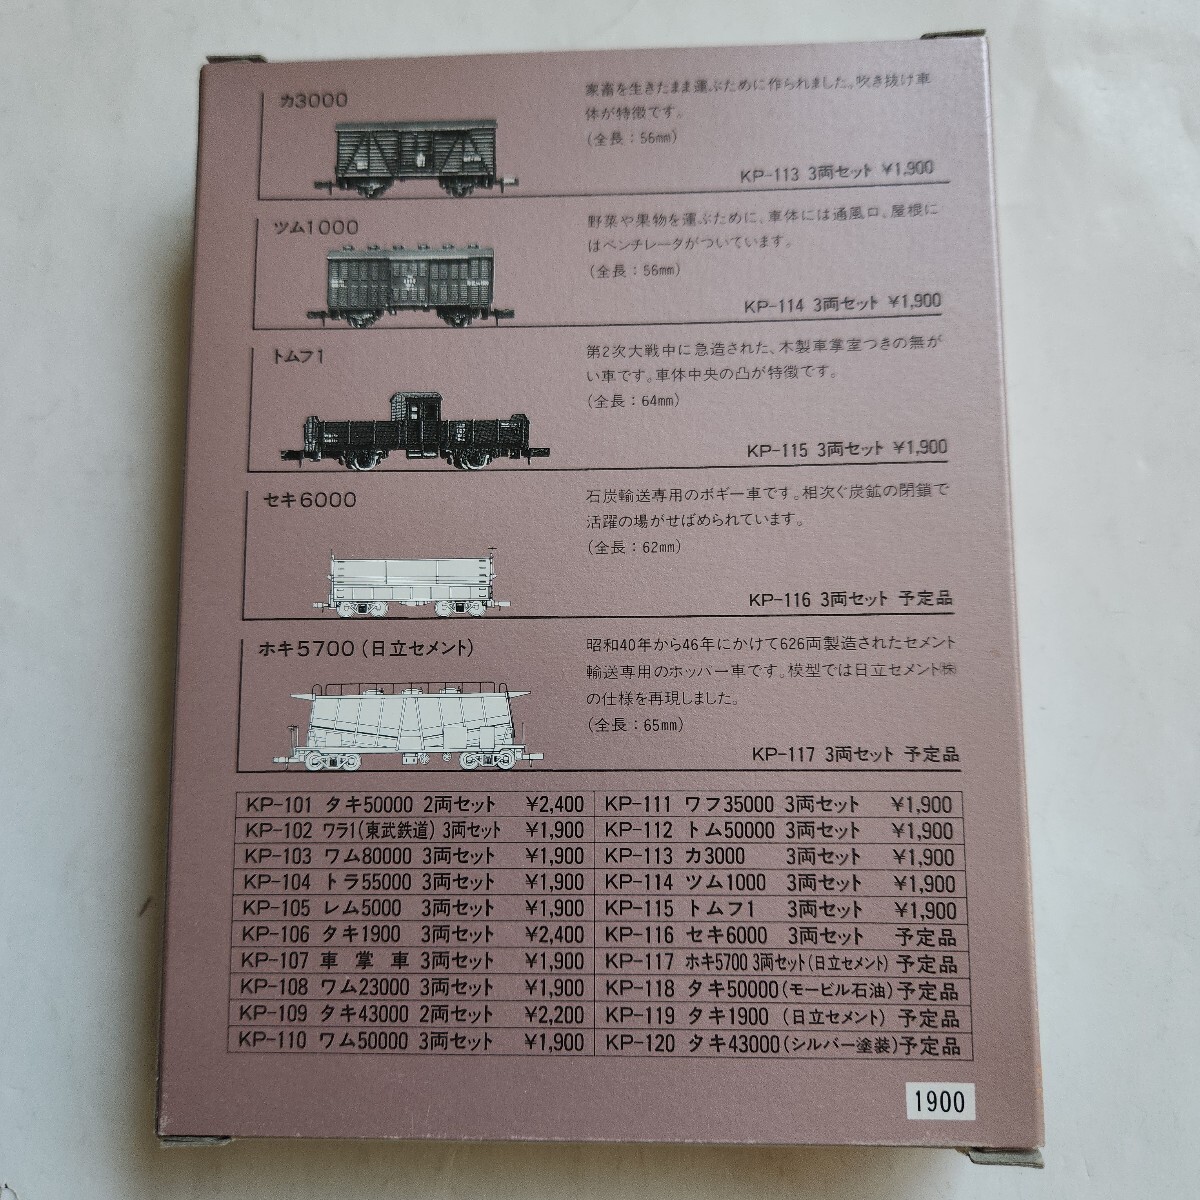 カ3000
家畜を生きたまま運ぶために作られました。吹き抜け車
体が特徴です。
(全長：56mm)
KP-113 3両セット ¥1,900
ツム1000
野菜や果物を運ぶために、車体には通風口、屋根に
はベンチレータがついています。
(全長：56mm)
KP-114 3両セット ¥1,900
トムフ1
第2次大戦中に急造された、木製車掌室つきの無が
い車です。車体中央の凸が特徴です。
(全長：64mm)
KP-115 3両セット ¥1,900
セキ6000
石炭輸送専用のボギー車です。相次ぐ炭鉱の閉鎖で
活躍の場がせばめられています。
(全長：62mm)
KP-116 3両セット 予定品
ホキ5700(日立セメント)
昭和40年から46年にかけて626両製造されたセメント
輸送専用のホッパー車です。模型では日立セメント㈱
の仕様を再現しました。
(全長：65mm)
KP-117 3両セット 予定品
KP-101 タキ50000 2両セット ¥2,400
KP-102 ワラ1(東武鉄道) 3両セット ¥1,900
KP-103 ワム80000 3両セット ¥1,900
KP-104 トラ55000 3両セット ¥1,900
KP-105 レム5000 3両セット ¥1,900
KP-106 タキ1900 3両セット ¥2,400
KP-107 車掌車 3両セット ¥1,900
KP-108 ワム23000 3両セット ¥1,900
KP-109 タキ43000 2両セット ¥2,200
KP-110 ワム50000 3両セット ¥1,900
KP-111 ワフ35000 3両セット ¥1,900
KP-112 トム50000 3両セット ¥1,900
KP-113 カ3000 3両セット ¥1,900
KP-114 ツム1000 3両セット ¥1,900
KP-115 トムフ1 3両セット ¥1,900
KP-116 セキ6000 3両セット 予定品
KP-117 ホキ5700 3両セット(日立セメント) 予定品
KP-118 タキ50000(モービル石油) 予定品
KP-119 タキ1900 (日立セメント) 予定品
KP-120 タキ43000(シルバー塗装) 予定品
1900